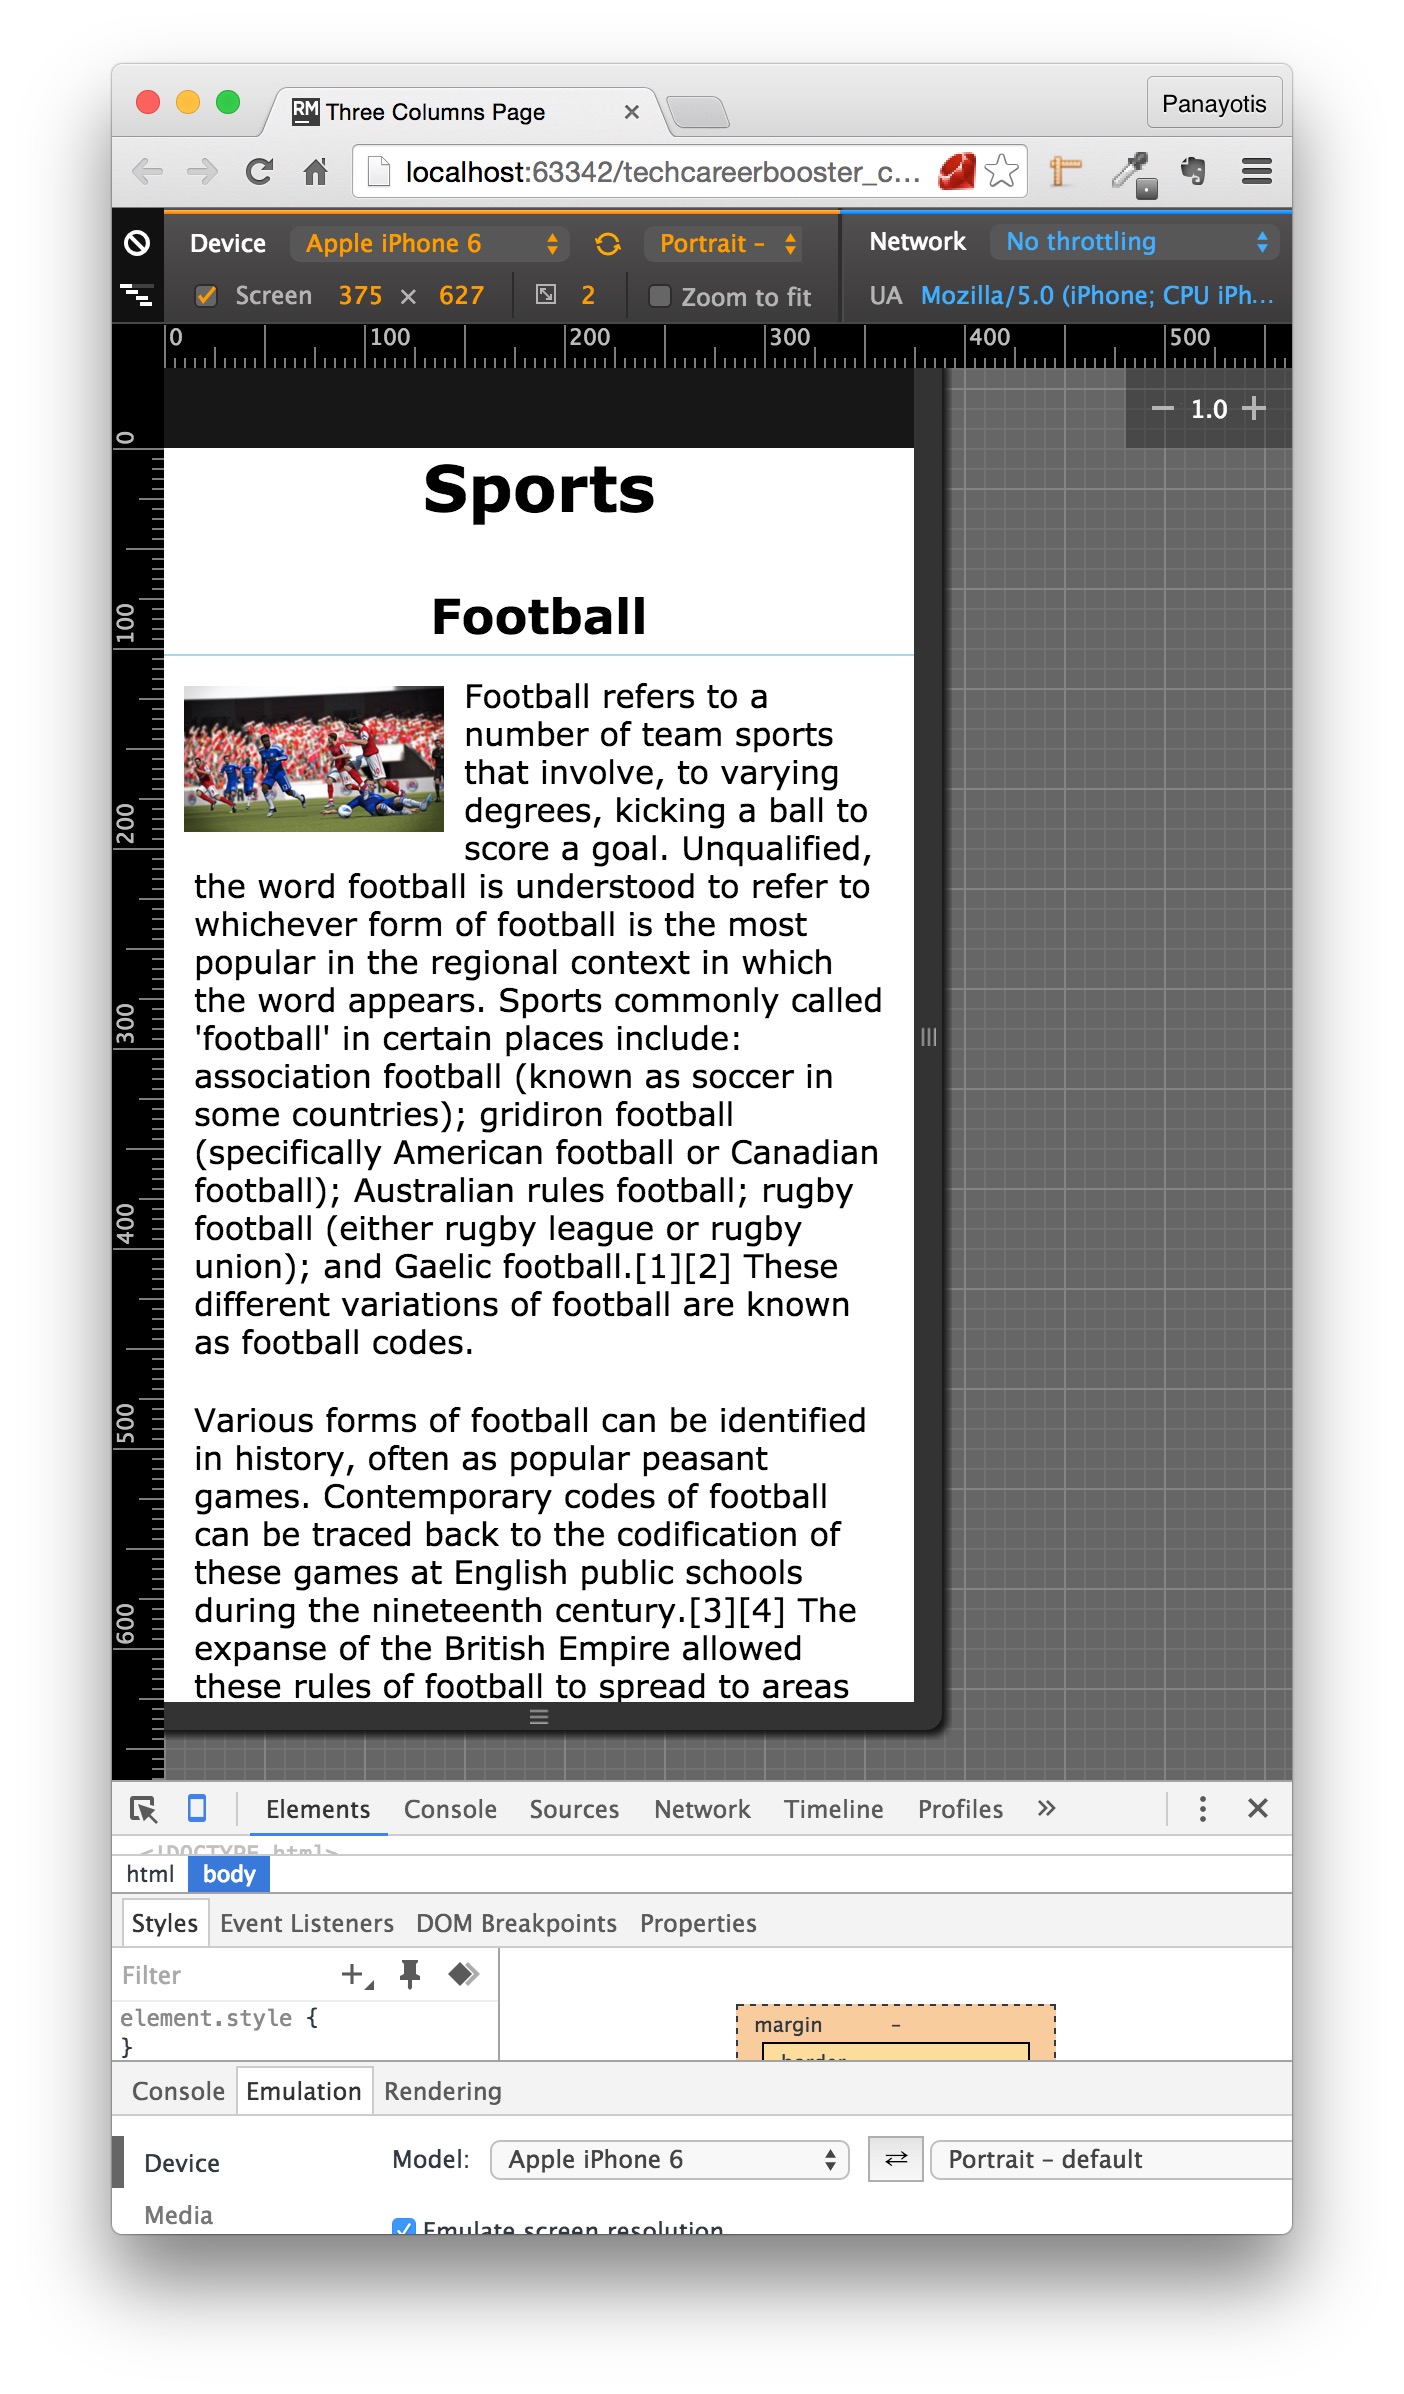 RM Three Columns Page
Panayotis
localhost:63342/techcareerbooster_c...
Device Apple iPhone 6 Portrait – Network No throttling
Screen 375 × 627 2 Zoom to fit UA Mozilla/5.0 (iPhone; CPU iPh...
0 100 200 300 400 500
1.0
0
100
200
300
400
500
600
Sports
Football
Football refers to a
number of team sports
that involve, to varying
degrees, kicking a ball to
score a goal. Unqualified,
the word football is understood to refer to
whichever form of football is the most
popular in the regional context in which
the word appears. Sports commonly called
'football' in certain places include:
association football (known as soccer in
some countries); gridiron football
(specifically American football or Canadian
football); Australian rules football; rugby
football (either rugby league or rugby
union); and Gaelic football.[1][2] These
different variations of football are known
as football codes.
Various forms of football can be identified
in history, often as popular peasant
games. Contemporary codes of football
can be traced back to the codification of
these games at English public schools
during the nineteenth century.[3][4] The
expanse of the British Empire allowed
these rules of football to spread to areas
Elements Console Sources Network Timeline Profiles »
<!DOCTYPE html>
html body
Styles Event Listeners DOM Breakpoints Properties
Filter
element.style {
}
margin –
border
Console Emulation Rendering
Device Model: Apple iPhone 6 Portrait – default
Media
Emulate screen resolution